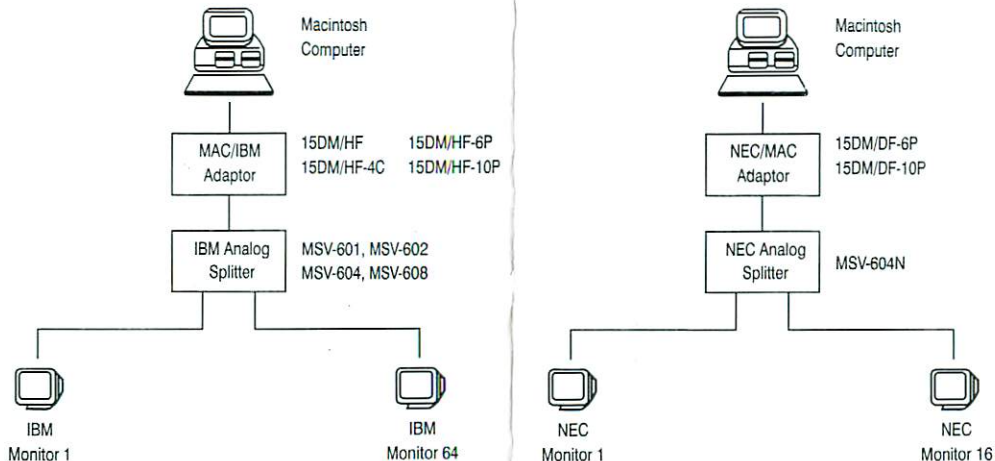 Macintosh
Computer
MAC/IBM
Adaptor
15DM/HF 15DM/HF-6P
15DM/HF-4C 15DM/HF-10P
IBM Analog
Splitter
MSV-601, MSV-602
MSV-604, MSV-608
IBM
Monitor 1
IBM
Monitor 64
Macintosh
Computer
NEC/MAC
Adaptor
15DM/DF-6P
15DM/DF-10P
NEC Analog
Splitter
MSV-604N
NEC
Monitor 1
NEC
Monitor 16